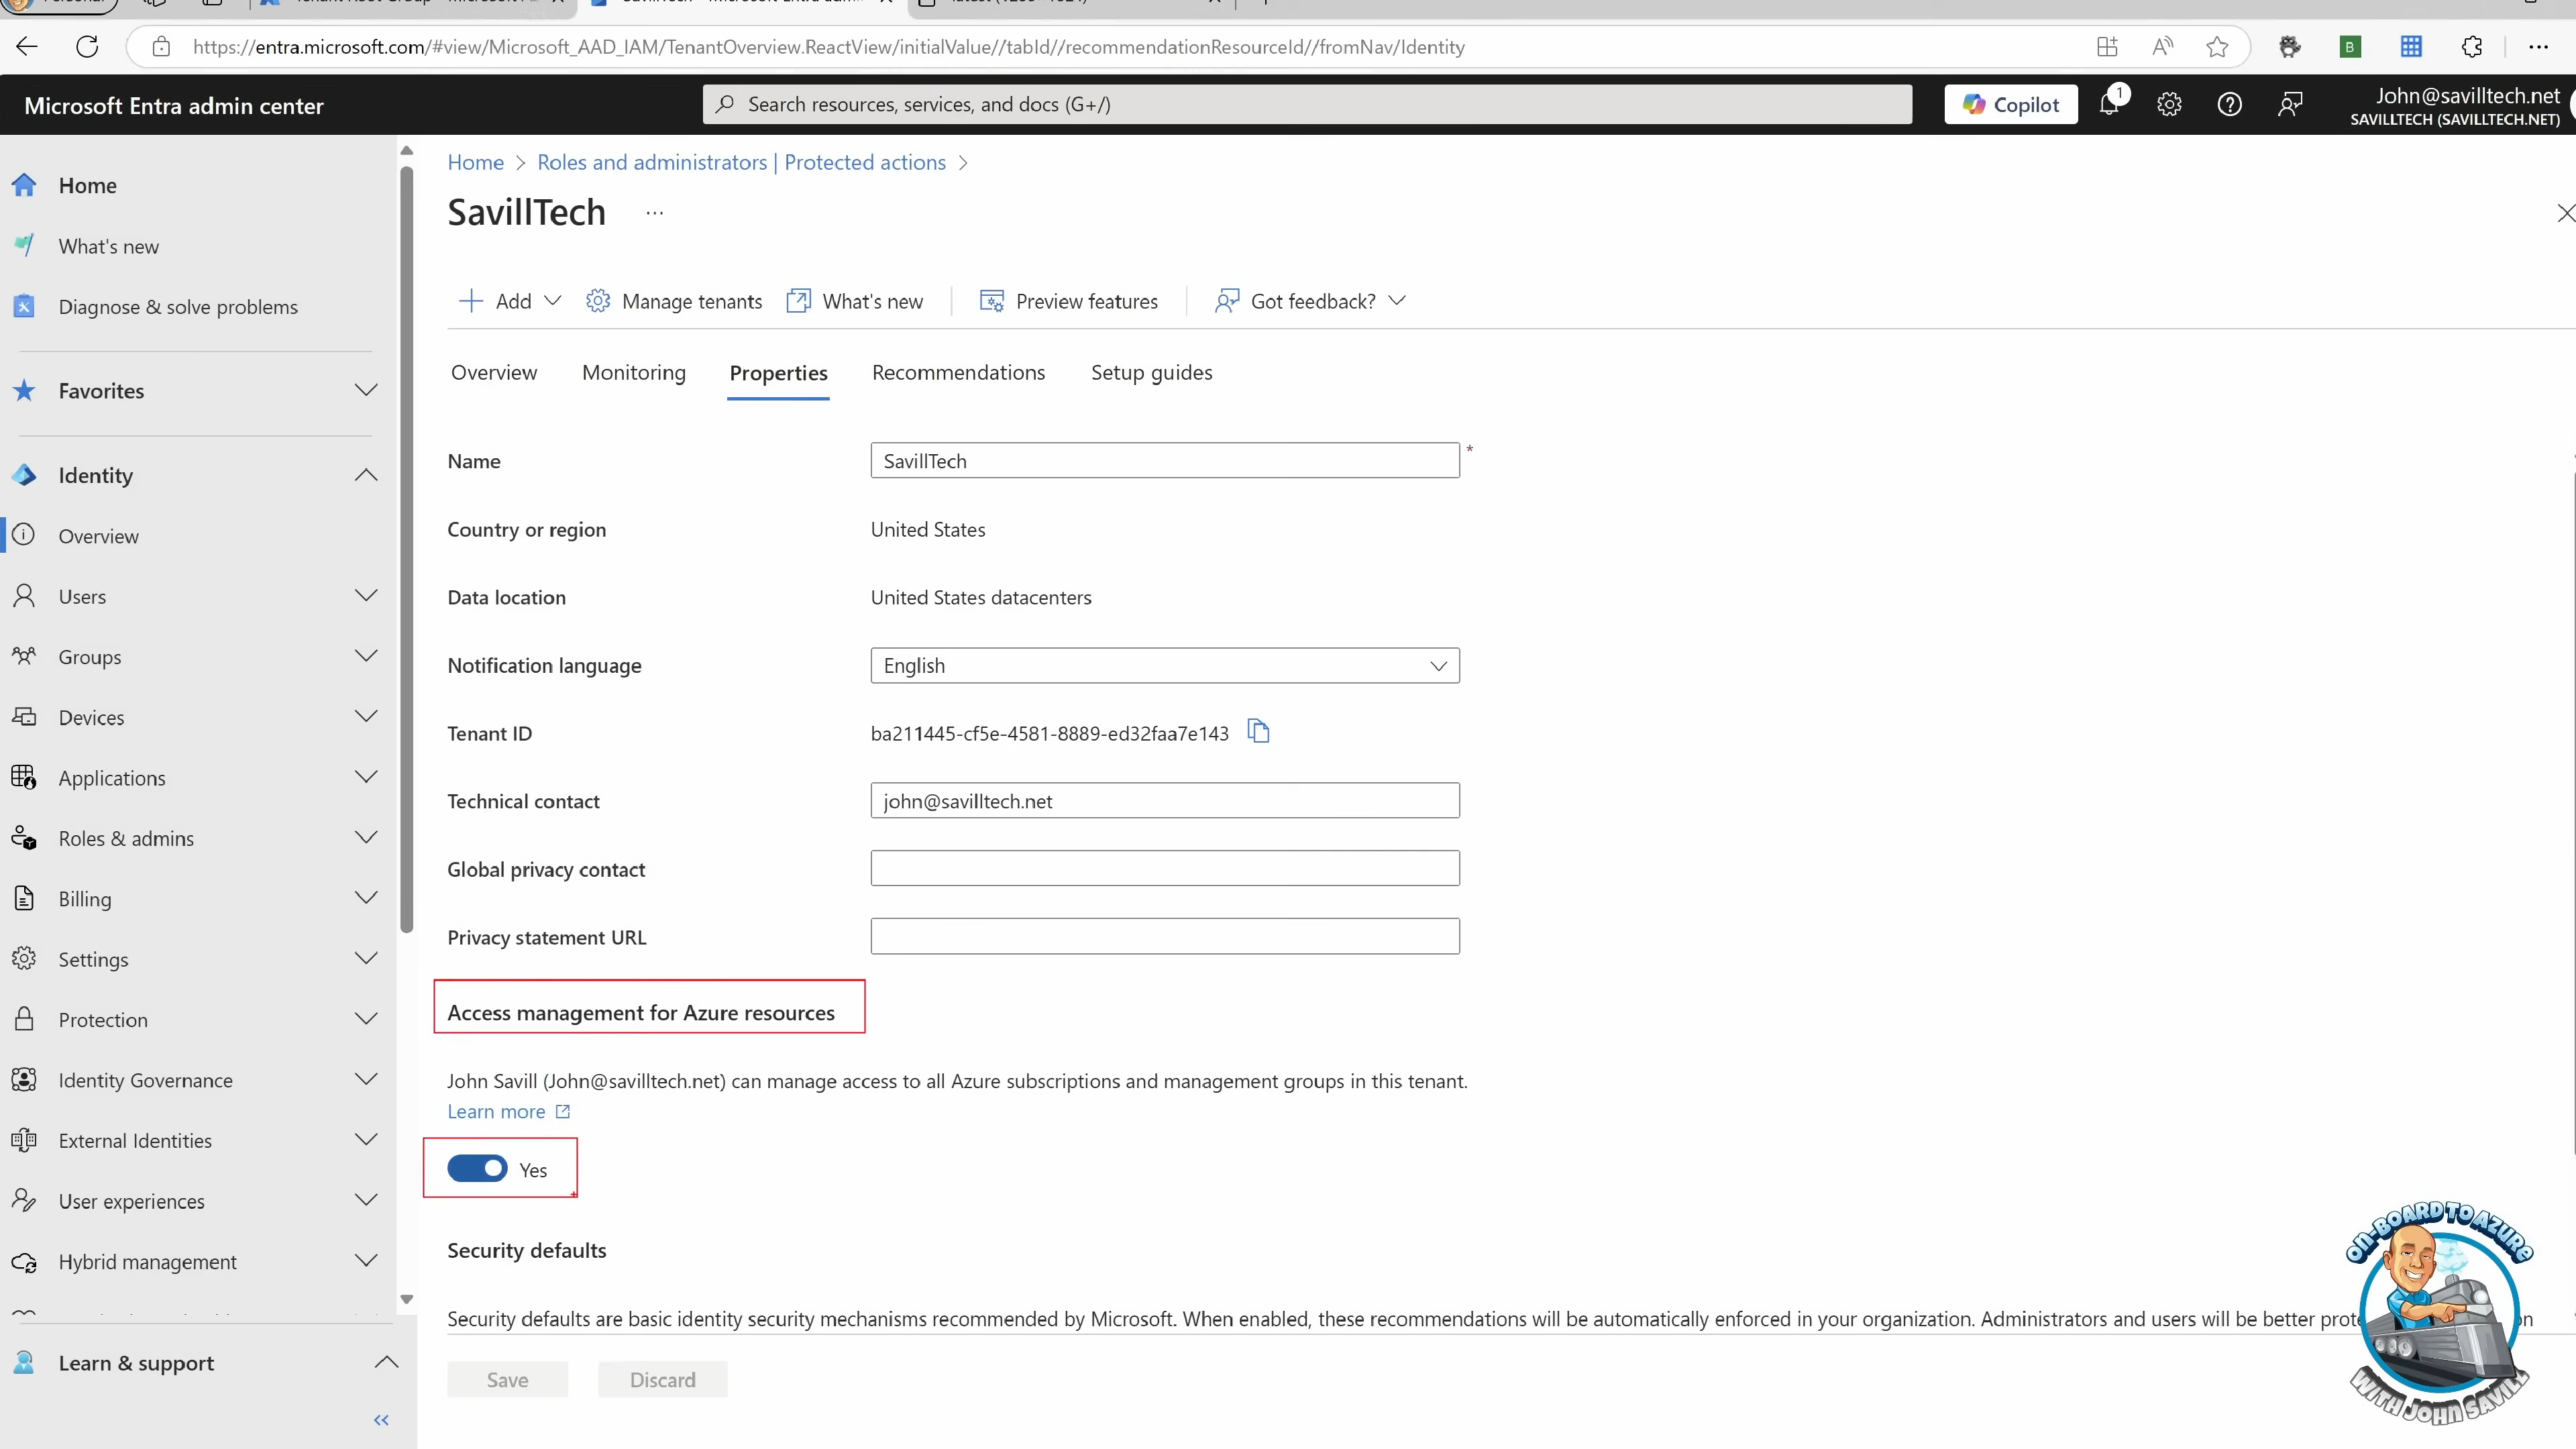 https://entra.microsoft.com/#view/Microsoft_AAD_IAM/TenantOverview.ReactView/initialValue//tabId//recommendationResourceId//fromNav/Identity
B
Microsoft Entra admin center
Search resources, services, and docs (G+/)
Copilot
1
John@savilltech.net
SAVILLTECH (SAVILLTECH.NET)
Home
What's new
Diagnose & solve problems
Favorites
Identity
Overview
Users
Groups
Devices
Applications
Roles & admins
Billing
Settings
Protection
Identity Governance
External Identities
User experiences
Hybrid management
Learn & support
Home > Roles and administrators | Protected actions >
SavillTech ...
Add Manage tenants What's new Preview features Got feedback?
Overview Monitoring Properties Recommendations Setup guides
Name SavillTech *
Country or region United States
Data location United States datacenters
Notification language English
Tenant ID ba211445-cf5e-4581-8889-ed32faa7e143
Technical contact john@savilltech.net
Global privacy contact
Privacy statement URL
Access management for Azure resources
John Savill (John@savilltech.net) can manage access to all Azure subscriptions and management groups in this tenant.
Learn more
Yes
Security defaults
Security defaults are basic identity security mechanisms recommended by Microsoft. When enabled, these recommendations will be automatically enforced in your organization. Administrators and users will be better
Save Discard
ON-BOARD TO AZURE
WITH JOHN SAVILL